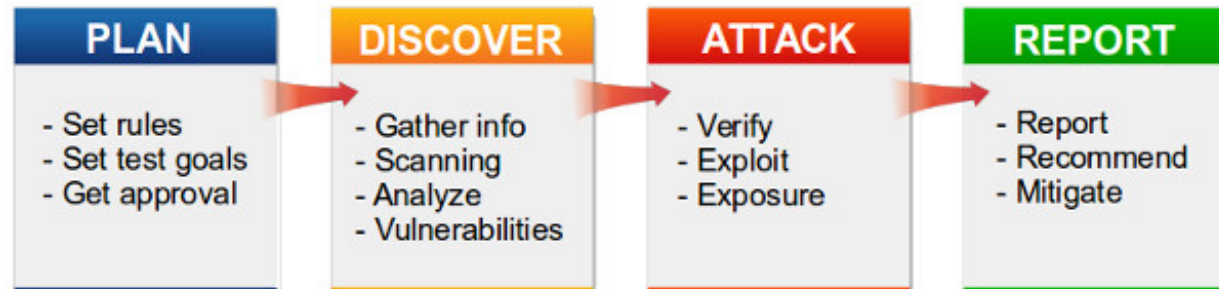 PLAN
- Set rules
- Set test goals
- Get approval
DISCOVER
- Gather info
- Scanning
- Analyze
- Vulnerabilities
ATTACK
- Verify
- Exploit
- Exposure
REPORT
- Report
- Recommend
- Mitigate